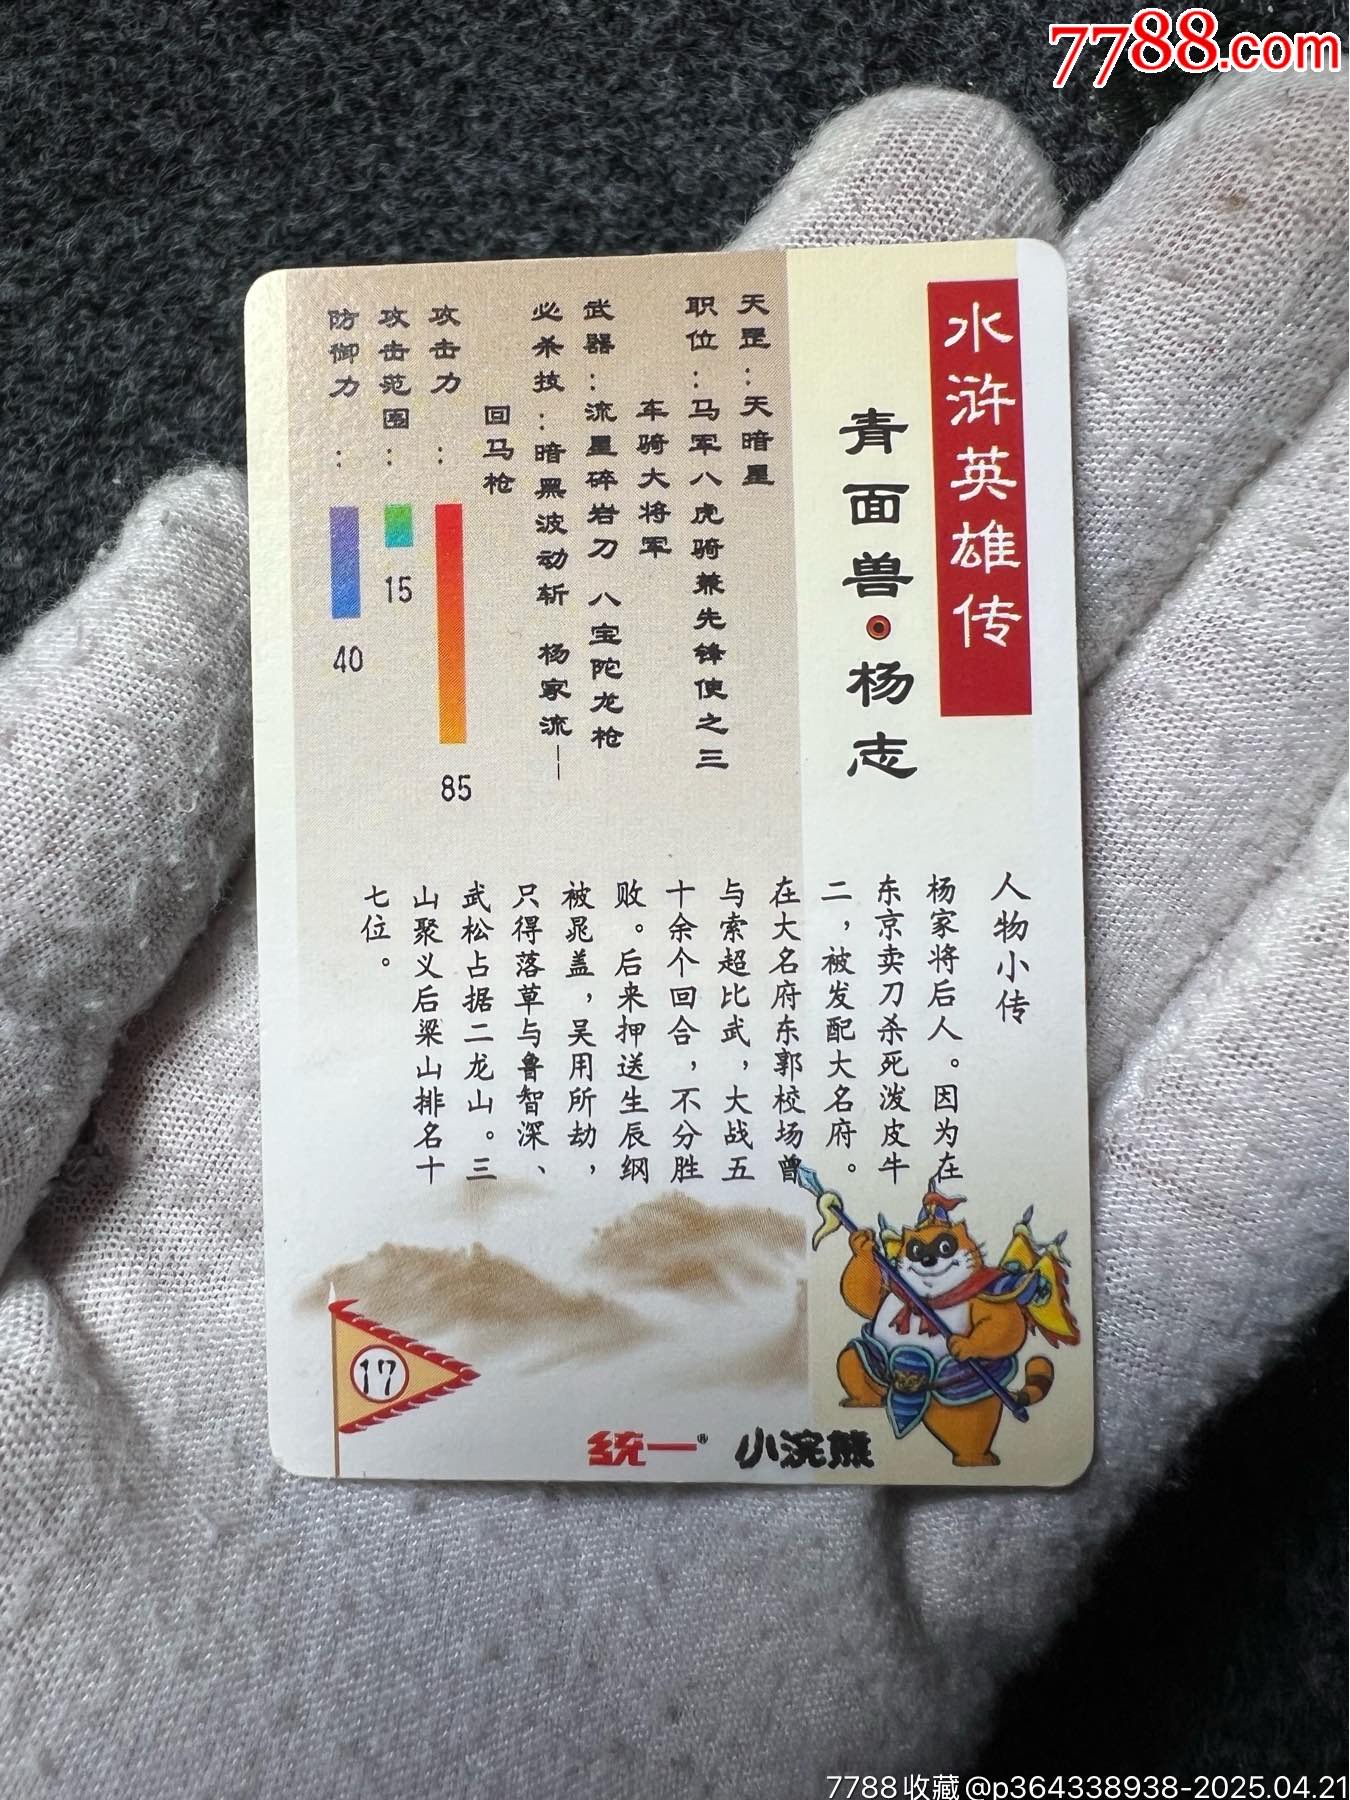 7788.com
水浒英雄传
青面兽·杨志
天罡：天暗星
职位：马军八虎骑兼先锋使之三
车骑大将军
武器：流星碎岩刀 八宝陀龙枪
必杀技：暗黑波动斩 杨家流—
回马枪
攻击力：85
攻击范围：15
防御力：40
人物小传
杨家将后人。因为在
东京卖刀杀死泼皮牛
二，被发配大名府。
在大名府东郭校场曾
与索超比武，大战五
十余个回合，不分胜
败。后来押送生辰纲
被晁盖，吴用所劫，
只得落草与鲁智深、
武松占据二龙山。三
山聚义后梁山排名十
七位。
17
统一® 小浣熊
7788收藏@p364338938-2025.04.21